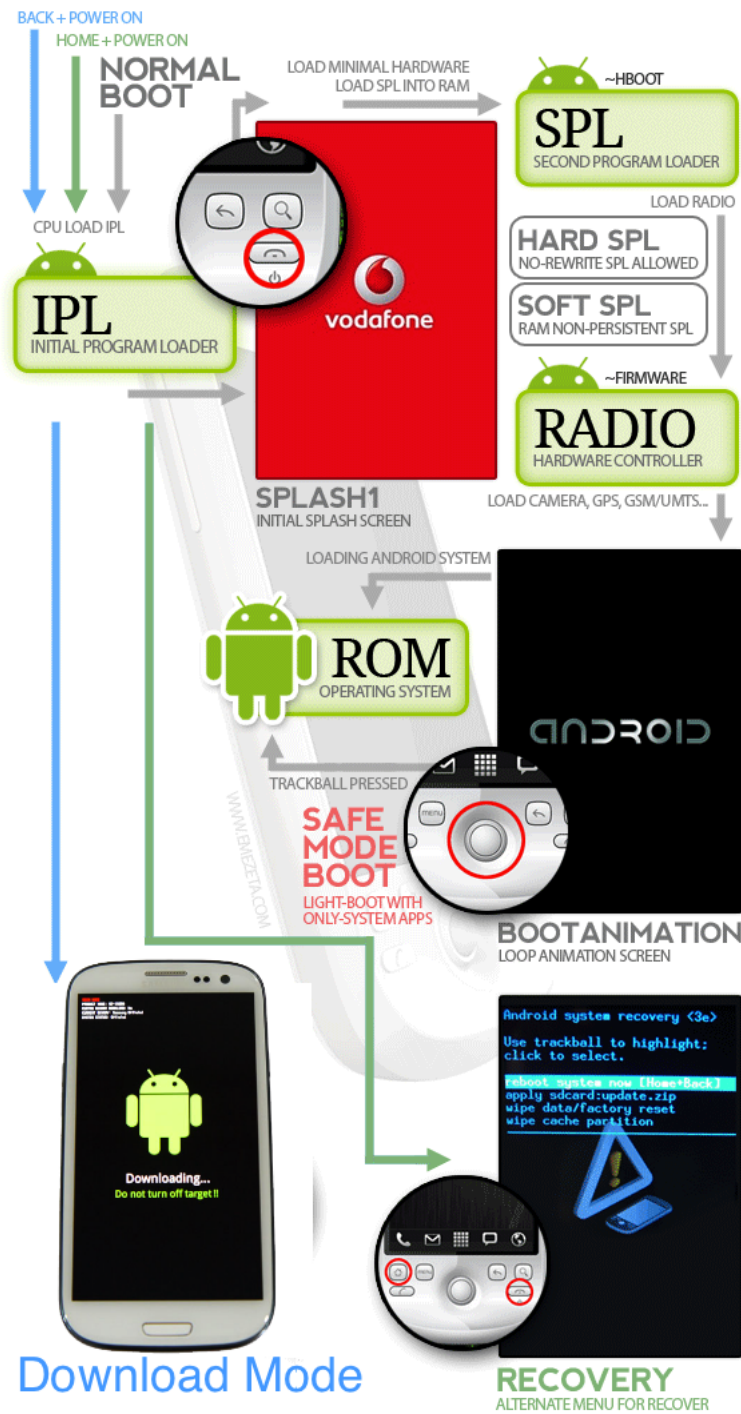 BACK + POWER ON
HOME + POWER ON
NORMAL
BOOT
LOAD MINIMAL HARDWARE
LOAD SPL INTO RAM
~HBOOT
SPL
SECOND PROGRAM LOADER
CPU LOAD IPL
LOAD RADIO
HARD SPL
NO-REWRITE SPL ALLOWED
IPL
INITIAL PROGRAM LOADER
SOFT SPL
RAM NON-PERSISTENT SPL
vodafone
~FIRMWARE
RADIO
HARDWARE CONTROLLER
SPLASH1
INITIAL SPLASH SCREEN
LOAD CAMERA, GPS, GSM/UMTS...
LOADING ANDROID SYSTEM
ROM
OPERATING SYSTEM
ANDROID
TRACKBALL PRESSED
menu
WWW.EMEZETA.COM
SAFE
MODE
BOOT
LIGHT-BOOT WITH
ONLY-SYSTEM APPS
BOOTANIMATION
LOOP ANIMATION SCREEN
Android system recovery <3e>
Use trackball to highlight;
click to select.
reboot system now [Home+Back]
apply sdcard:update.zip
wipe data/factory reset
wipe cache partition
Downloading...
Do not turn off target !!
menu
Download Mode
RECOVERY
ALTERNATE MENU FOR RECOVER